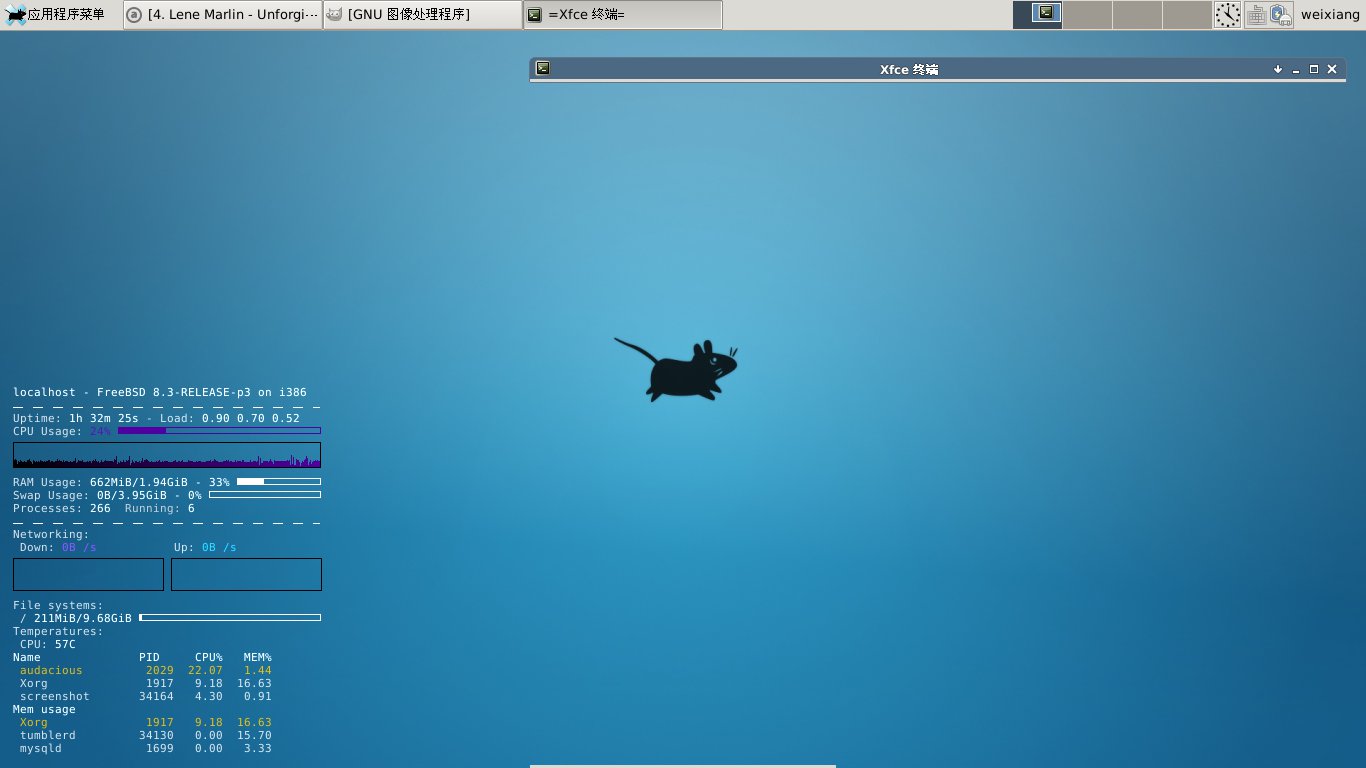 应用程序菜单
[4. Lene Marlin - Unforgi···
[GNU 图像处理程序]
=Xfce 终端=
weixiang
Xfce 终端
localhost - FreeBSD 8.3-RELEASE-p3 on i386
Uptime: 1h 32m 25s - Load: 0.90 0.70 0.52
CPU Usage: 24%
RAM Usage: 662MiB/1.94GiB - 33%
Swap Usage: 0B/3.95GiB - 0%
Processes: 266 Running: 6
Networking:
Down: 0B /s Up: 0B /s
File systems:
/ 211MiB/9.68GiB
Temperatures:
CPU: 57C
Name PID CPU% MEM%
audacious 2029 22.07 1.44
Xorg 1917 9.18 16.63
screenshot 34164 4.30 0.91
Mem usage
Xorg 1917 9.18 16.63
tumblerd 34130 0.00 15.70
mysqld 1699 0.00 3.33